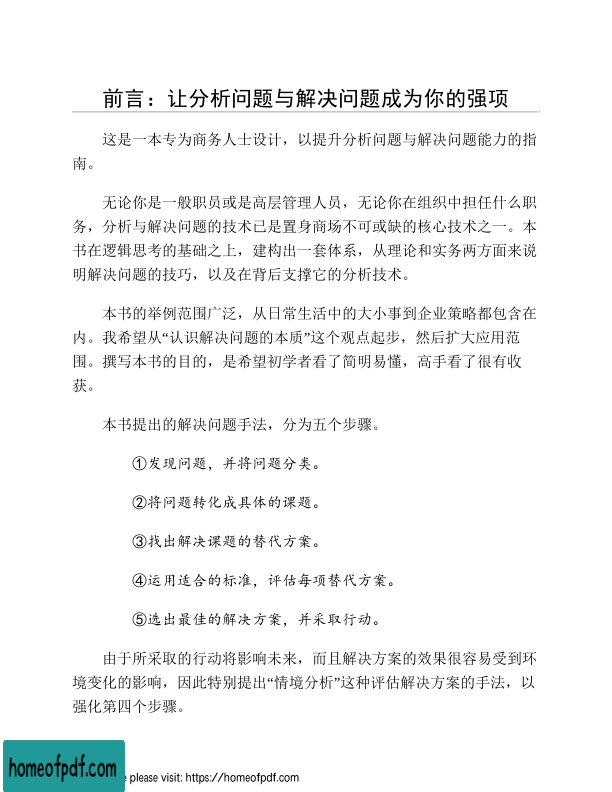 前言：让分析问题与解决问题成为你的强项
这是一本专为商务人士设计，以提升分析问题与解决问题能力的指
南。
无论你是一般职员或是高层管理人员，无论你在组织中担任什么职
务，分析与解决问题的技术已是置身商场不可或缺的核心技术之一。本
书在逻辑思考的基础之上，建构出一套体系，从理论和实务两方面来说
明解决问题的技巧，以及在背后支撑它的分析技术。
本书的举例范围广泛，从日常生活中的大小事到企业策略都包含在
内。我希望从“认识解决问题的本质”这个观点起步，然后扩大应用范
围。撰写本书的目的，是希望初学者看了简明易懂，高手看了很有收
获。
本书提出的解决问题手法，分为五个步骤。
①发现问题，并将问题分类。
②将问题转化成具体的课题。
③找出解决课题的替代方案。
④运用适合的标准，评估每项替代方案。
⑤选出最佳的解决方案，并采取行动。
由于所采取的行动将影响未来，而且解决方案的效果很容易受到环
境变化的影响，因此特别提出“情境分析”这种评估解决方案的手法，以
强化第四个步骤。
homeofpdf.com
please visit: https://homeofpdf.com